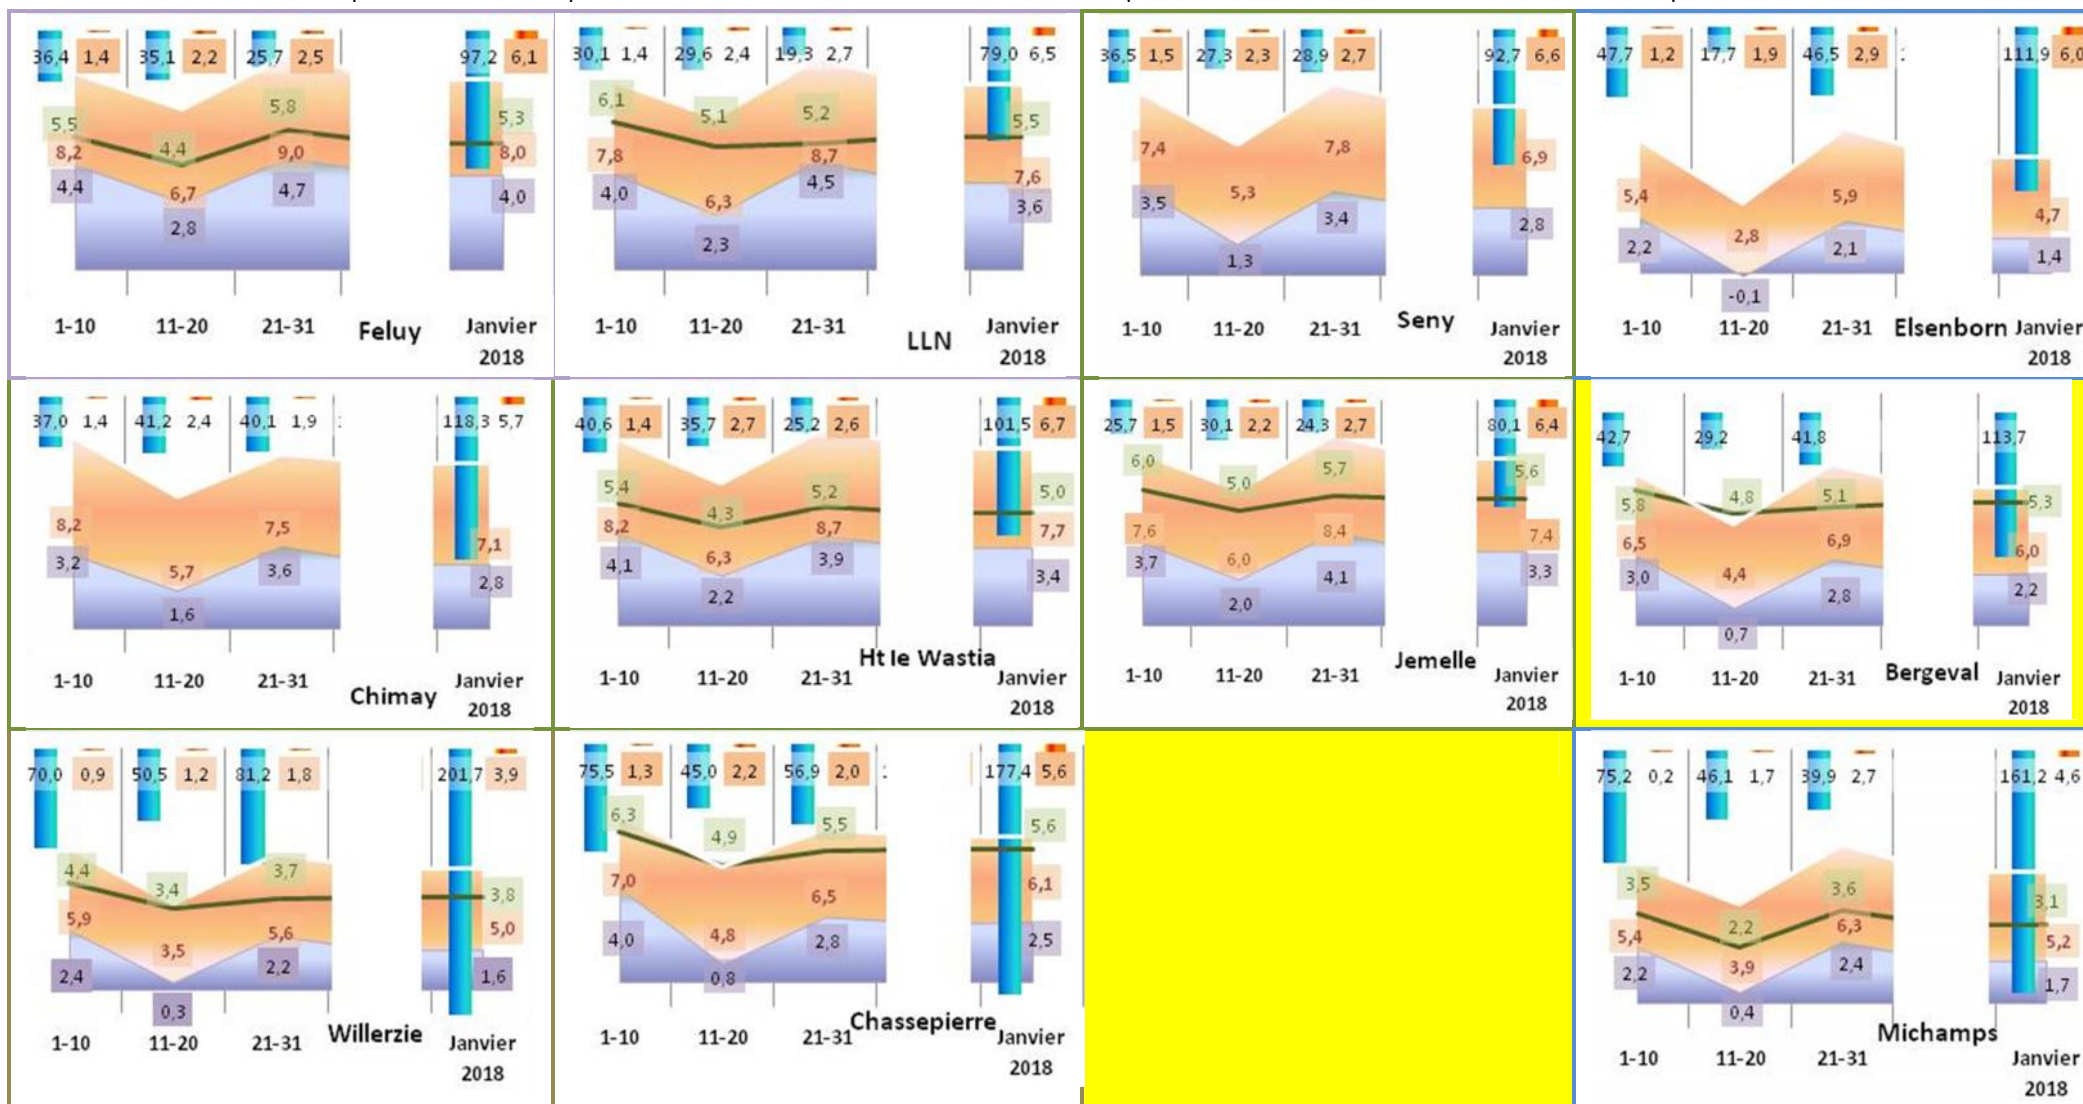 36,4 1,4 35,1 2,2 25,7 2,5 97,2 6,1
5,5 4,4 5,8 5,3
8,2 6,7 9,0 8,0
4,4 2,8 4,7 4,0
1-10 11-20 21-31 Feluy Janvier
2018
30,1 1,4 29,6 2,4 19,3 2,7 79,0 6,5
6,1 5,1 5,2 5,5
7,8 6,3 8,7 7,6
4,0 2,3 4,5 3,6
1-10 11-20 21-31 LLN Janvier
2018
36,5 1,5 27,3 2,3 28,9 2,7 92,7 6,6
7,4 5,3 7,8 6,9
3,5 1,3 3,4 2,8
1-10 11-20 21-31 Seny Janvier
2018
47,7 1,2 17,7 1,9 46,5 2,9 111,9 6,0
5,4 2,8 5,9 4,7
2,2 -0,1 2,1 1,4
1-10 11-20 21-31 Elsenborn Janvier
2018
37,0 1,4 41,2 2,4 40,1 1,9 118,3 5,7
8,2 5,7 7,5 7,1
3,2 1,6 3,6 2,8
1-10 11-20 21-31 Chimay Janvier
2018
40,6 1,4 35,7 2,7 25,2 2,6 101,5 6,7
5,4 4,3 5,2 5,0
8,2 6,3 8,7 7,7
4,1 2,2 3,9 3,4
1-10 11-20 21-31 Ht le Wastia Janvier
2018
25,7 1,5 30,1 2,2 24,3 2,7 80,1 6,4
6,0 5,0 5,7 5,6
7,6 6,0 8,4 7,4
3,7 2,0 4,1 3,3
1-10 11-20 21-31 Jemelle Janvier
2018
42,7 29,2 41,8 113,7
5,8 4,8 5,1 5,3
6,5 4,4 6,9 6,0
3,0 0,7 2,8 2,2
1-10 11-20 21-31 Bergeval Janvier
2018
70,0 0,9 50,5 1,2 81,2 1,8 201,7 3,9
4,4 3,4 3,7 3,8
5,9 3,5 5,6 5,0
2,4 0,3 2,2 1,6
1-10 11-20 21-31 Willerzie Janvier
2018
75,5 1,3 45,0 2,2 56,9 2,0 177,4 5,6
6,3 4,9 5,5 5,6
7,0 4,8 6,5 6,1
4,0 0,8 2,8 2,5
1-10 11-20 21-31 Chassepierre Janvier
2018
75,2 0,2 46,1 1,7 39,9 2,7 161,2 4,6
3,5 2,2 3,6 3,1
5,4 3,9 6,3 5,2
2,2 0,4 2,4 1,7
1-10 11-20 21-31 Michamps Janvier
2018